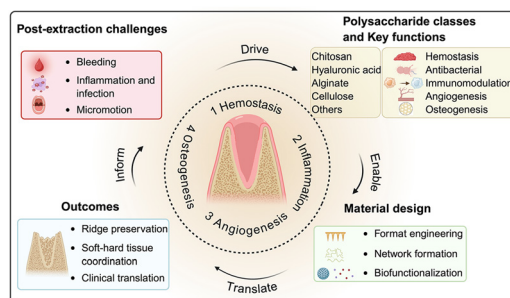 Post-extraction challenges
Bleeding
Inflammation and
infection
Micromotion
Drive
Polysaccharide classes
and Key functions
Chitosan
Hyaluronic acid
Alginate
Cellulose
Others
Hemostasis
Antibacterial
Immunomodulation
Angiogenesis
Osteogenesis
1 Hemostasis
2 Inflammation
3 Angiogenesis
4 Osteogenesis
Enable
Material design
Format engineering
Network formation
Biofunctionalization
Translate
Outcomes
Ridge preservation
Soft-hard tissue
coordination
Clinical translation
Inform